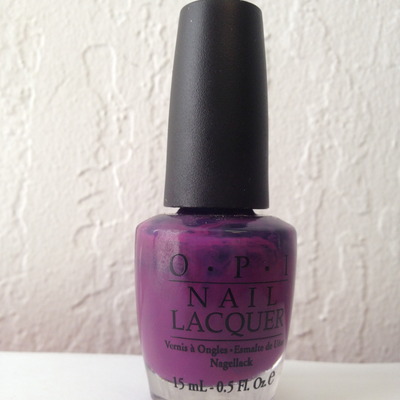 O · P · I
NAIL
LACQUER
Vernis à Ongles - Esmalte de Uñas
Nagellack
15 mL - 0.5 Fl. Oz. ℮